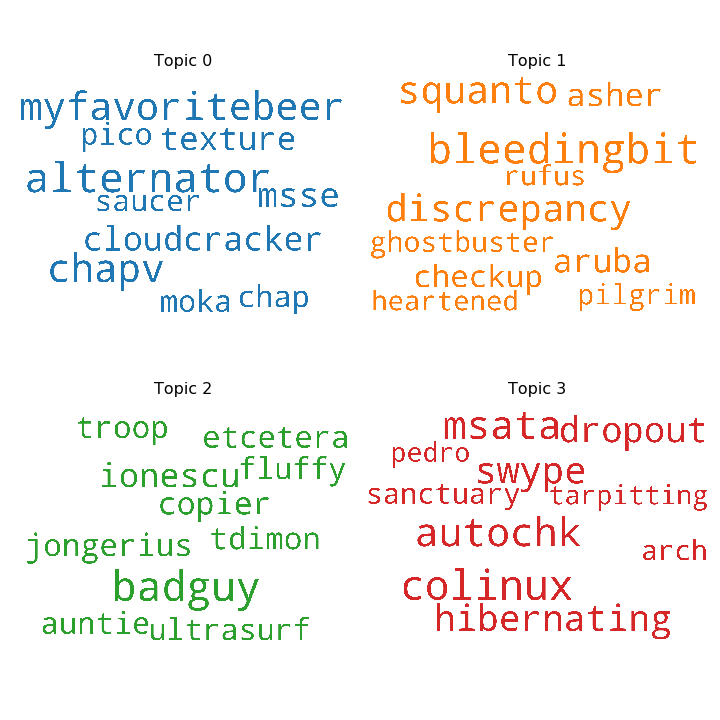 Topic 0
myfavoritebeer
pico texture
alternator
saucer msse
cloudcracker
chapv
moka chap
Topic 1
squanto asher
bleedingbit
rufus
discrepancy
ghostbuster
aruba
checkup
heartened pilgrim
Topic 2
troop
etcetera
ionescu fluffy
copier
jongerius tdimon
badguy
auntie ultrasurf
Topic 3
msata dropout
pedro
swype
sanctuary tarpitting
autochk
arch
colinux
hibernating